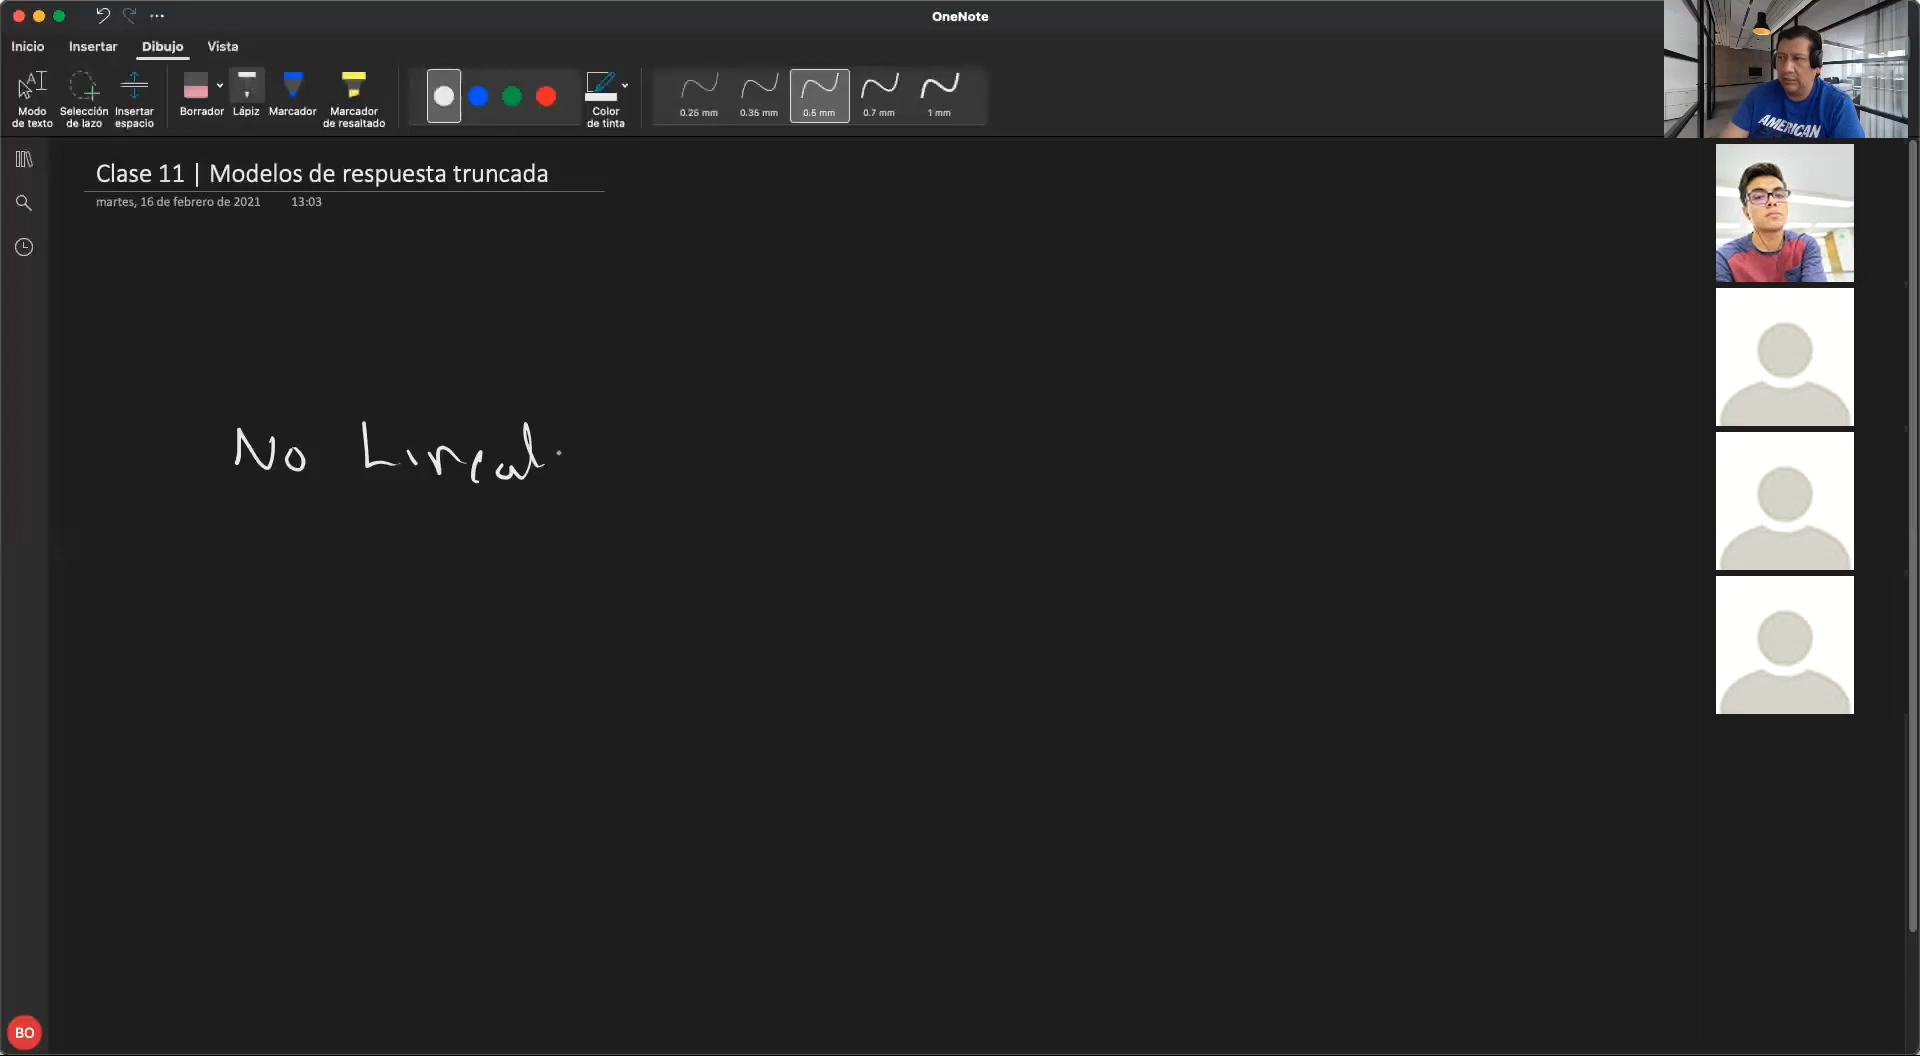 OneNote
Inicio Insertar Dibujo Vista
Modo de texto
Selección de lazo
Insertar espacio
Borrador
Lápiz
Marcador
Marcador de resaltado
Color de tinta
0.25 mm
0.35 mm
0.5 mm
0.7 mm
1 mm
AMERICAN
Clase 11 | Modelos de respuesta truncada
martes, 16 de febrero de 2021 13:03
No Lineal
BO